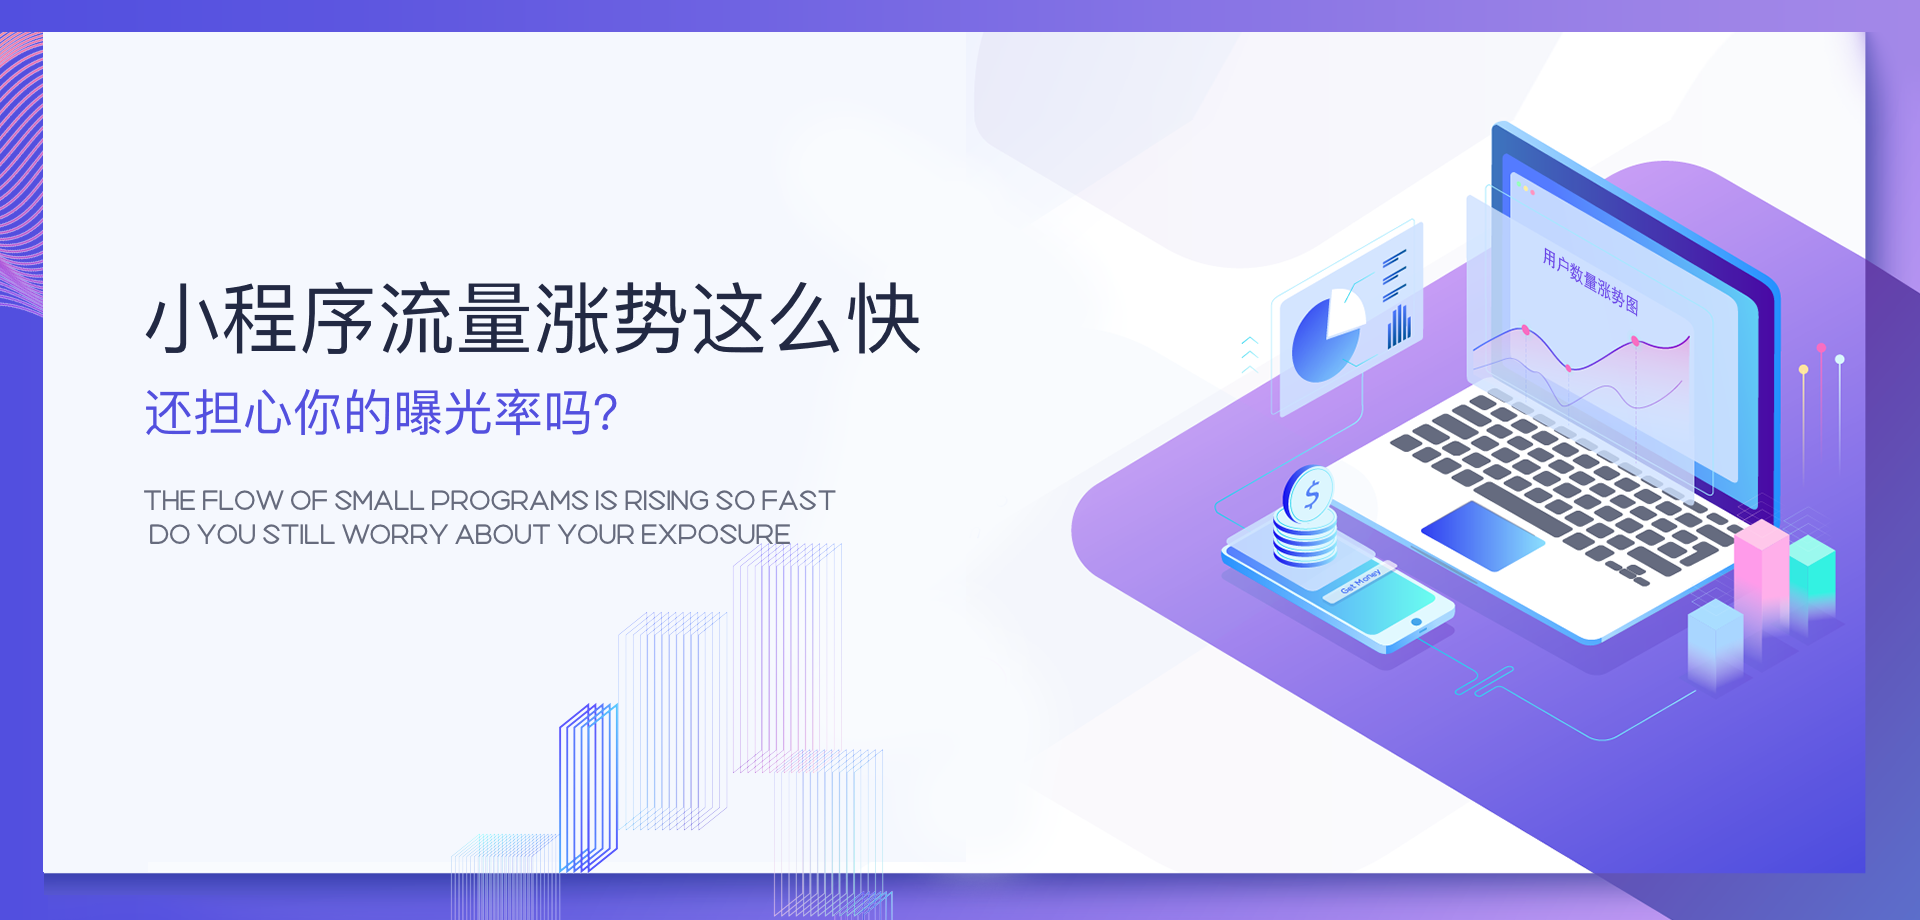 小程序流量涨势这么快
还担心你的曝光率吗?
THE FLOW OF SMALL PROGRAMS IS RISING SO FAST
DO YOU STILL WORRY ABOUT YOUR EXPOSURE
用户数量涨势图
$
Get Money